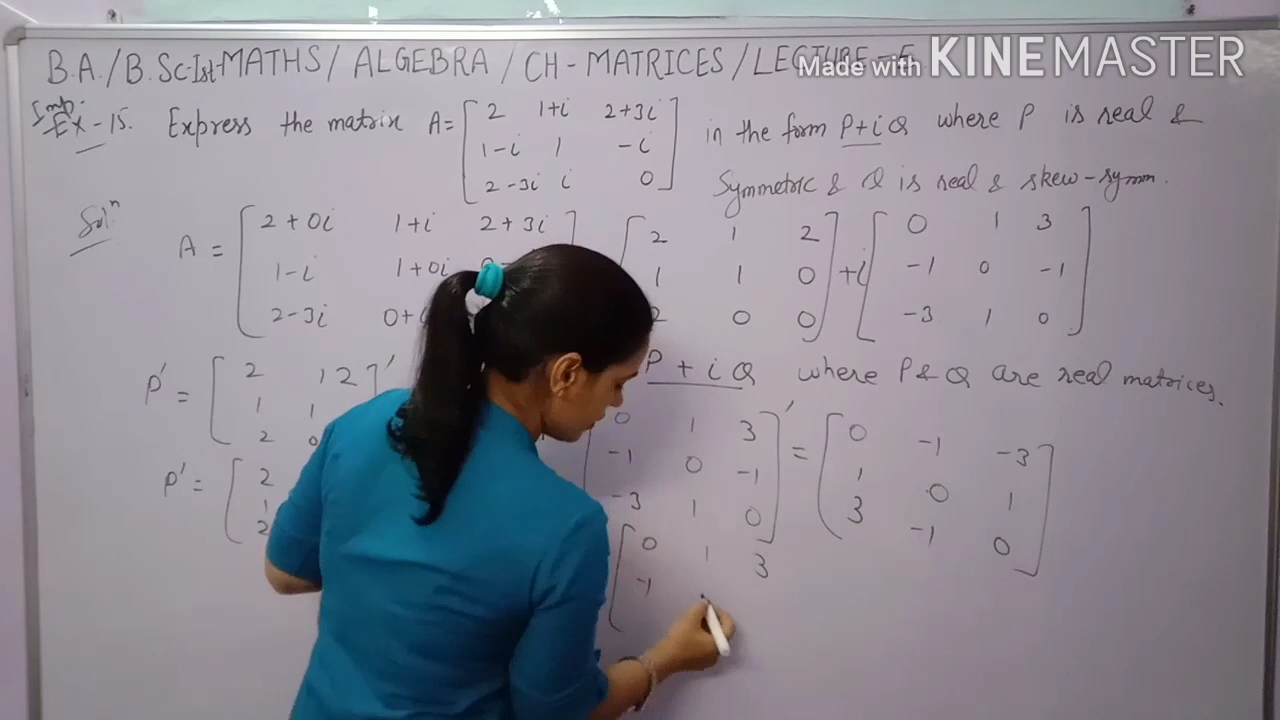 B.A./B.Sc-Ist-MATHS/ALGEBRA/CH-MATRICES/LECTURE-5
Made with KINEMASTER
Imp.
Ex-15. Express the matrix A= [ 2 1+i 2+3i ] in the form P+iQ where P is real &
1-i 1 -i
2-3i i 0 Symmetric & Q is real & skew-symm.
Solⁿ
A = [ 2+0i 1+i 2+3i ] [ 2 1 2 ] +i [ 0 1 3 ]
1-i 1+0i 1 1 0 -1 0 -1
2-3i 2 0 0 -3 1 0
P+iQ where P & Q are real matrices.
P' = [ 2 1 2 ]' [ 0 1 3 ]' = [ 0 -1 -3 ]
1 1 -1 0 -1 1 0 1
2 0 -3 1 0 3 -1 0
P' = [ 2 [ 0 1 3
1 -1
2